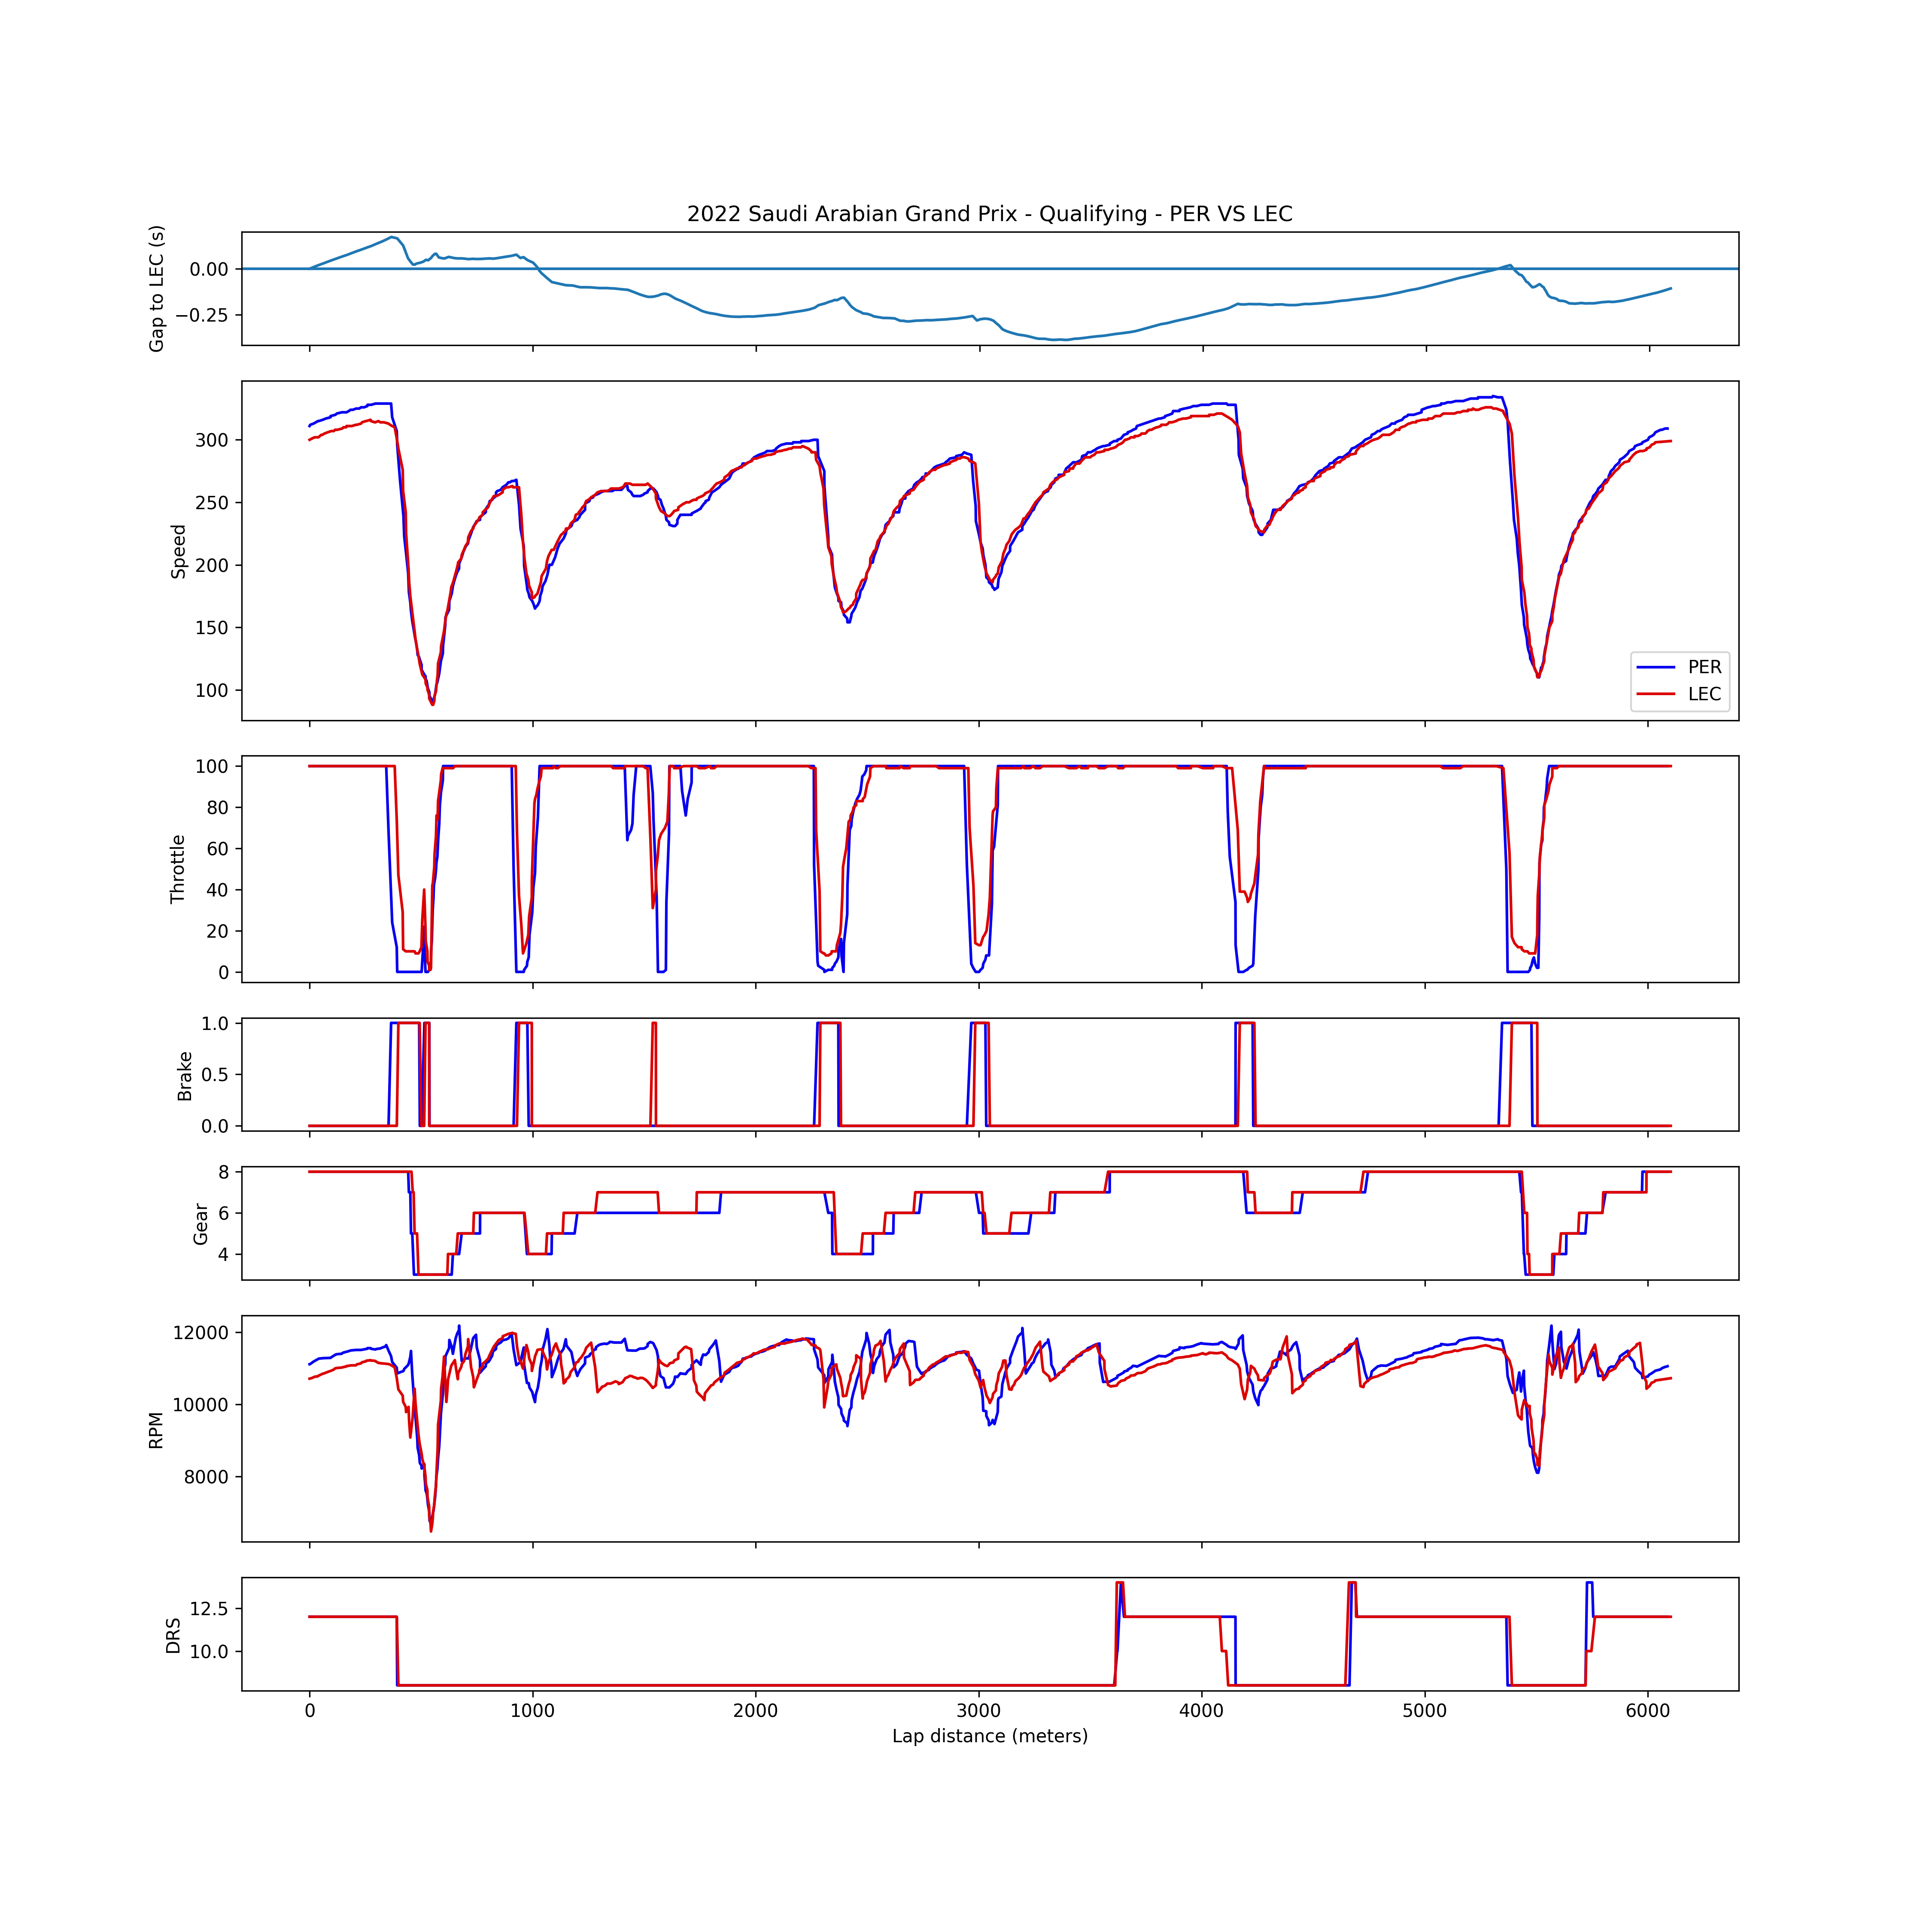 2022 Saudi Arabian Grand Prix - Qualifying - PER VS LEC
Gap to LEC (s)
0.00
−0.25
Speed
300
250
200
150
100
PER
LEC
Throttle
100
80
60
40
20
0
Brake
1.0
0.5
0.0
Gear
8
6
4
RPM
12000
10000
8000
DRS
12.5
10.0
0 1000 2000 3000 4000 5000 6000
Lap distance (meters)